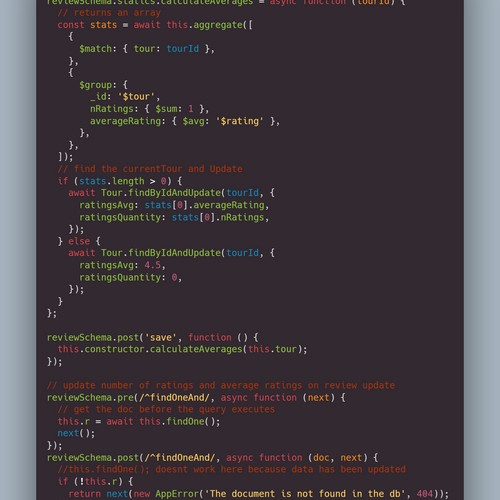 reviewSchema.statics.calculateAverages = async function (tourId) {
// returns an array
const stats = await this.aggregate([
{
$match: { tour: tourId },
},
{
$group: {
_id: '$tour',
nRatings: { $sum: 1 },
averageRating: { $avg: '$rating' },
},
},
]);
// find the currentTour and Update
if (stats.length > 0) {
await Tour.findByIdAndUpdate(tourId, {
ratingsAvg: stats[0].averageRating,
ratingsQuantity: stats[0].nRatings,
});
} else {
await Tour.findByIdAndUpdate(tourId, {
ratingsAvg: 4.5,
ratingsQuantity: 0,
});
}
};
reviewSchema.post('save', function () {
this.constructor.calculateAverages(this.tour);
});
// update number of ratings and average ratings on review update
reviewSchema.pre(/^findOneAnd/, async function (next) {
// get the doc before the query executes
this.r = await this.findOne();
next();
});
reviewSchema.post(/^findOneAnd/, async function (doc, next) {
//this.findOne(); doesnt work here because data has been updated
if (!this.r) {
return next(new AppError('The document is not found in the db', 404));